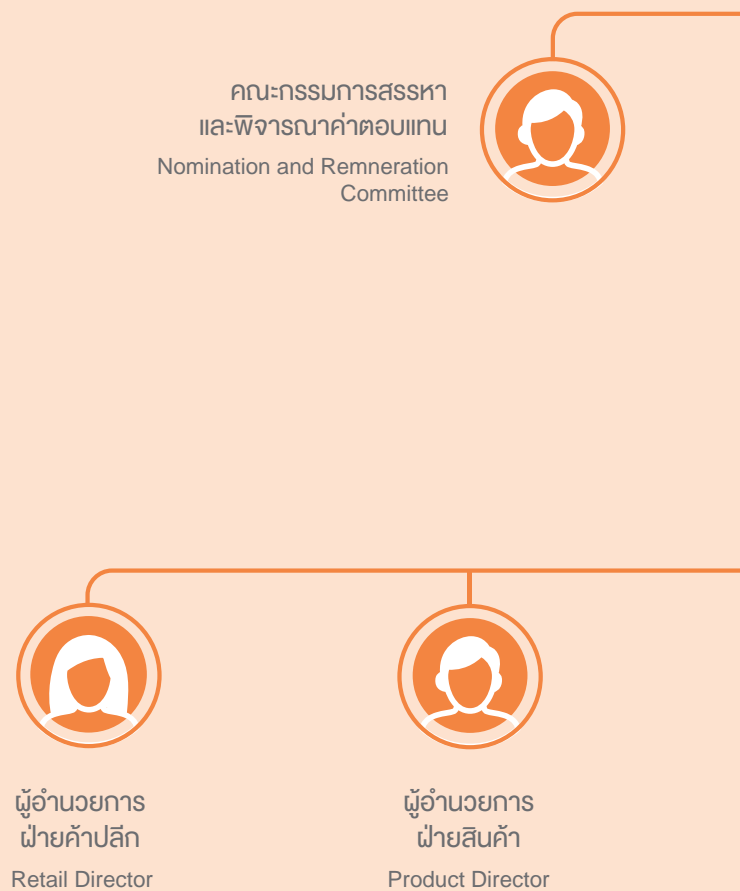 คณะกรรมการสรรหา
และพิจารณาค่าตอบแทน
Nomination and Remneration
Committee
ผู้อำนวยการ
ฝ่ายค้าปลีก
Retail Director
ผู้อำนวยการ
ฝ่ายสินค้า
Product Director